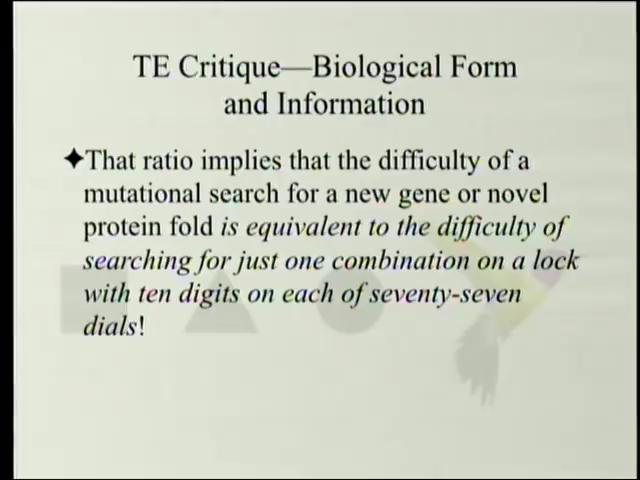 TE Critique—Biological Form
and Information
✦That ratio implies that the difficulty of a
mutational search for a new gene or novel
protein fold is equivalent to the difficulty of
searching for just one combination on a lock
with ten digits on each of seventy-seven
dials!